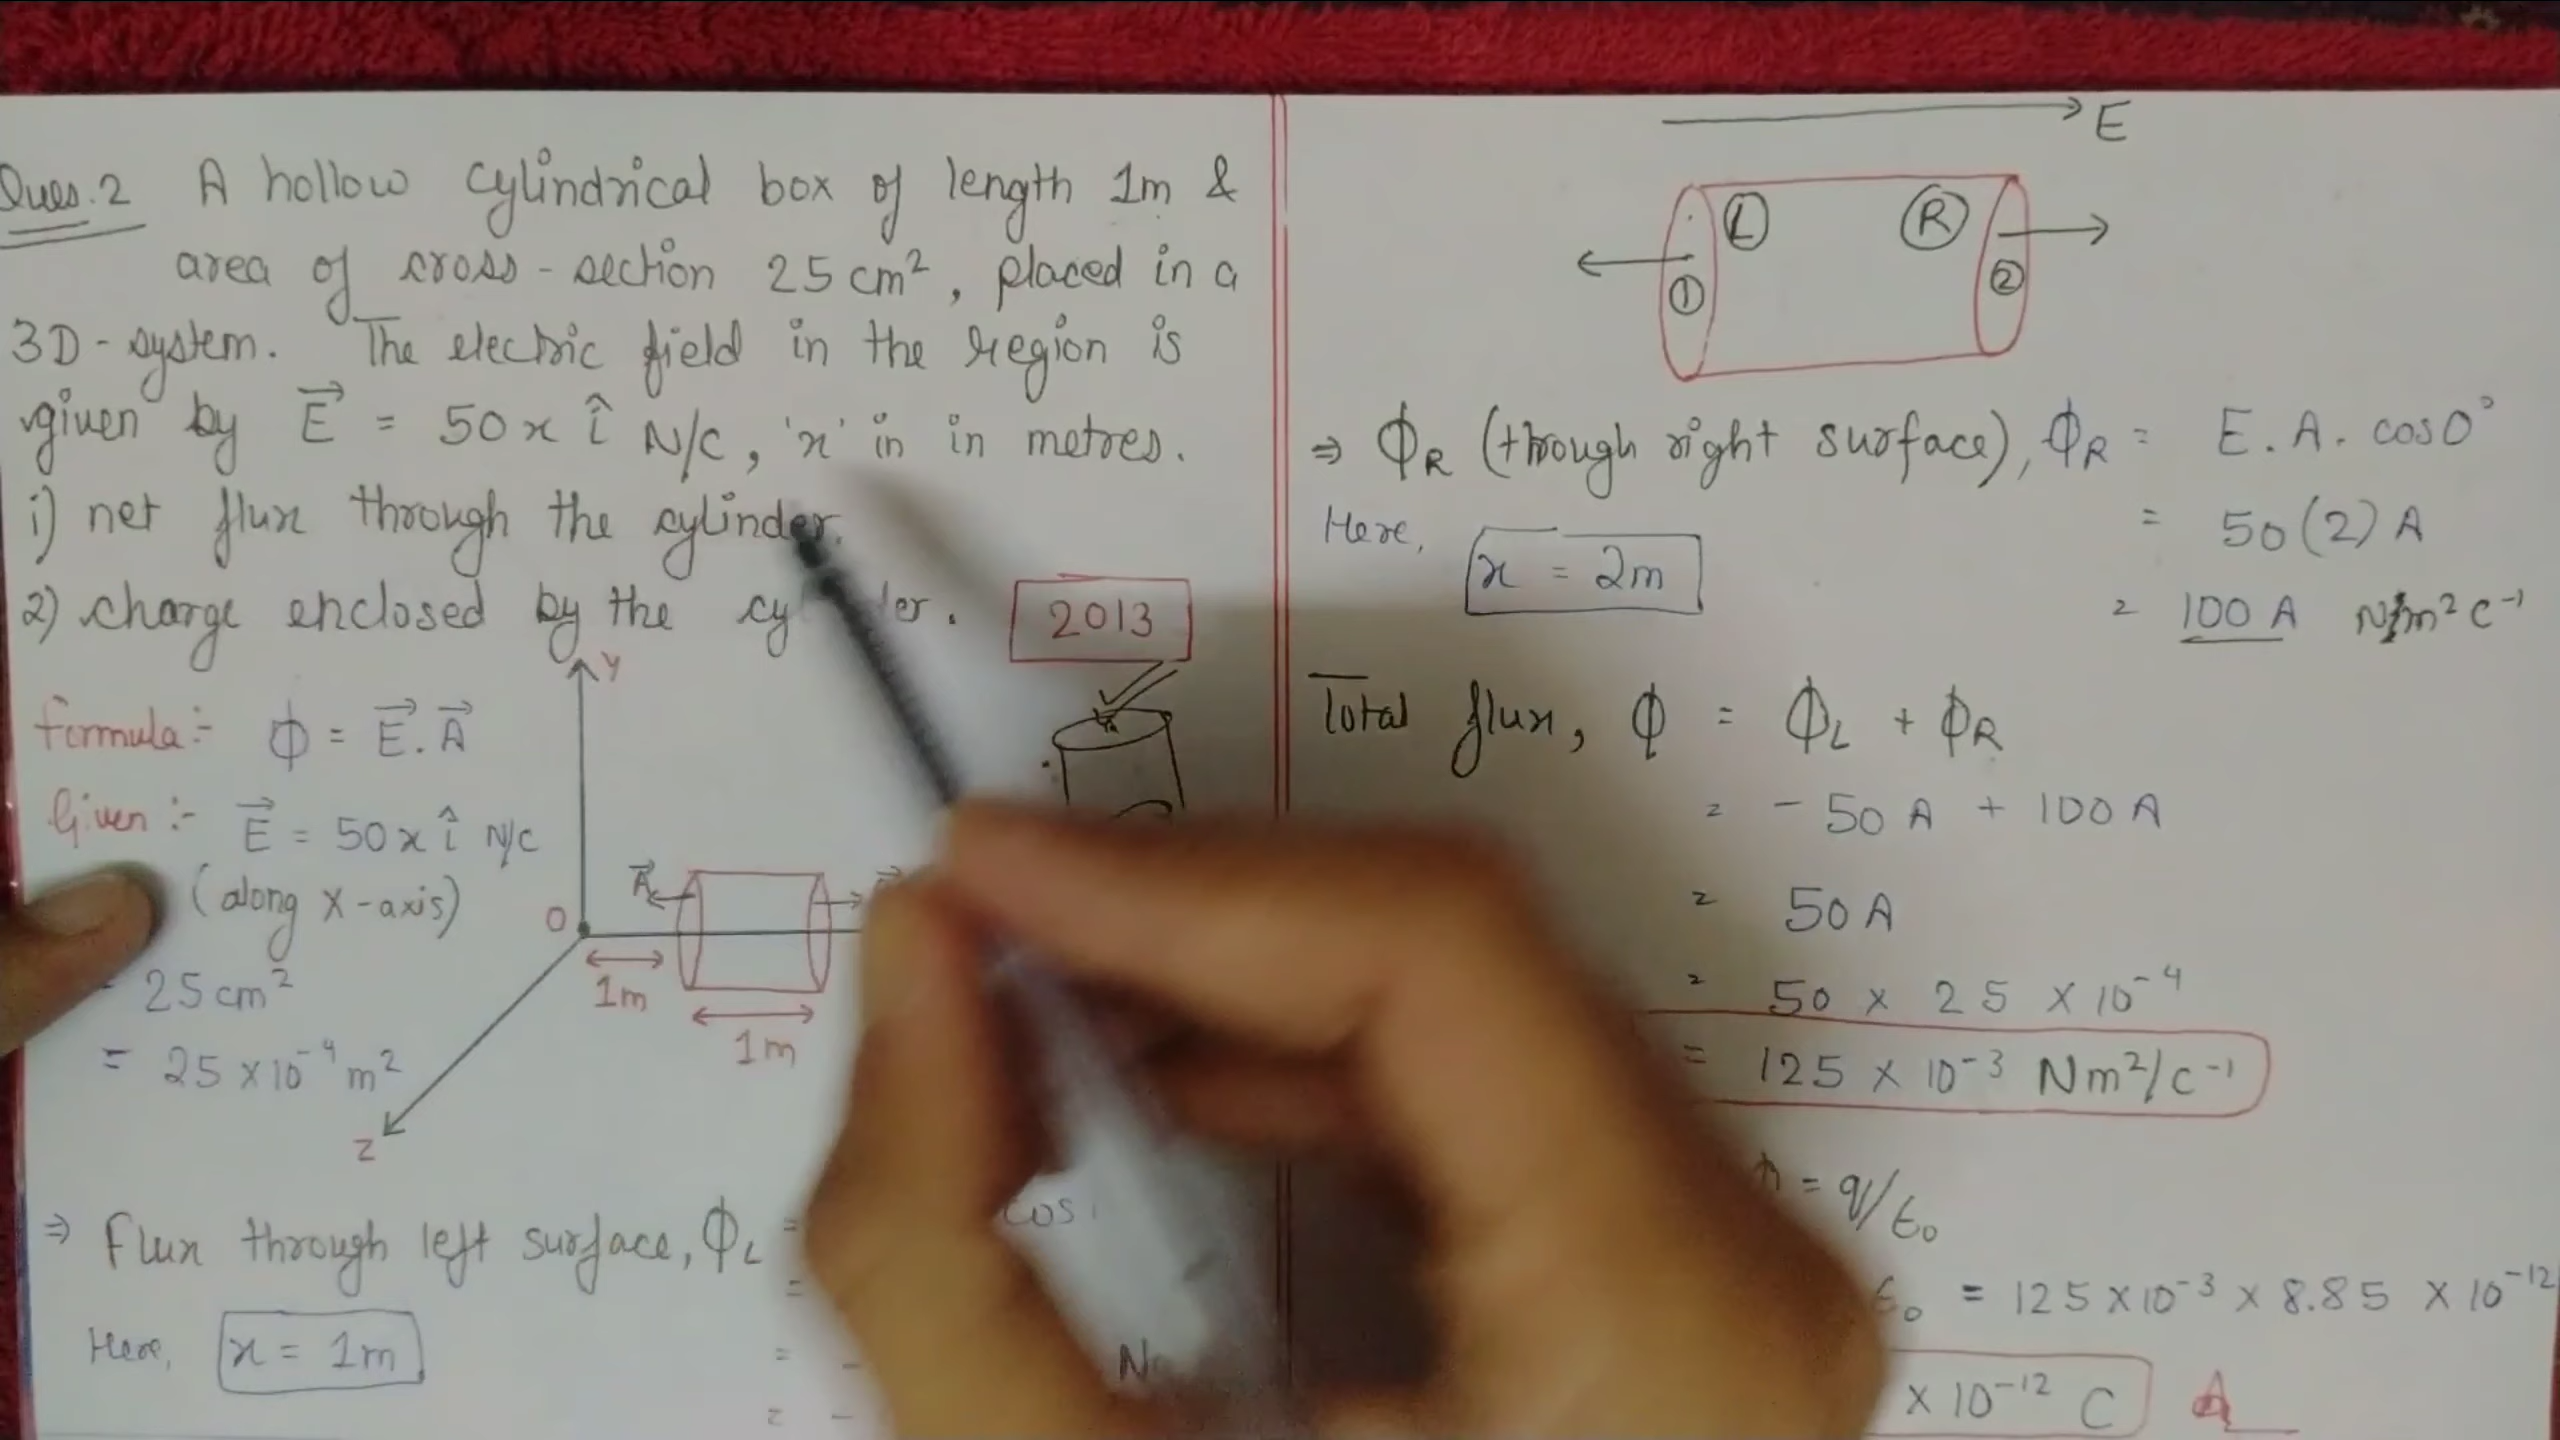 Ques.2 A hollow cylindrical box of length 1m &
area of cross-section 25 cm², placed in a
3D-system. The electric field in the region is
given by E⃗ = 50x î N/C, 'x' in in metres.
i) net flux through the cylinder.
2) charge enclosed by the
2013
Y
formula:- ϕ = E⃗.A⃗
Given:- E⃗ = 50x î N/C
(along X-axis)
25 cm²
= 25 × 10⁻⁴ m²
A⃗
O
1m
1m
Z
⇒ flux through left surface, ϕL =
cos
=
Here, x = 1m
= -
= -
E
L R
① ②
⇒ ϕR (through right surface), ϕR = E. A. cos0°
Here, x = 2m
= 50(2) A
= 100 A Nm²C⁻¹
Total flux, ϕ = ϕL + ϕR
= - 50 A + 100 A
= 50 A
= 50 × 25 × 10⁻⁴
= 125 × 10⁻³ Nm²/C⁻¹
= q/ε₀
ε₀ = 125 × 10⁻³ × 8.85 × 10⁻¹²
× 10⁻¹² C